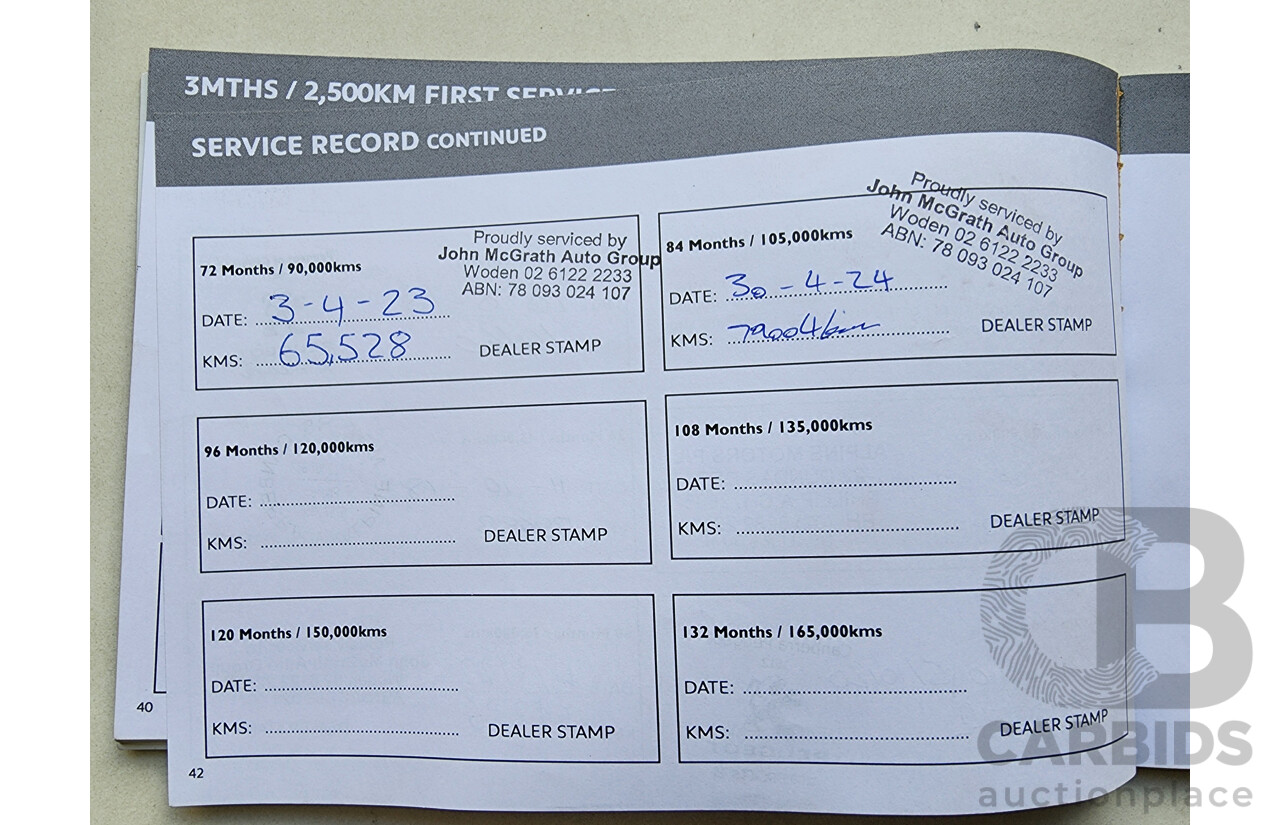 3MTHS / 2,500KM FIRST SERVICE
SERVICE RECORD CONTINUED
72 Months / 90,000kms
Proudly serviced by
John McGrath Auto Group
Woden 02 6122 2233
ABN: 78 093 024 107
DATE: 3-4-23
KMS: 65,528
DEALER STAMP
84 Months / 105,000kms
Proudly serviced by
John McGrath Auto Group
Woden 02 6122 2233
ABN: 78 093 024 107
DATE: 30-4-24
KMS: 79004km
DEALER STAMP
96 Months / 120,000kms
DATE:
KMS:
DEALER STAMP
108 Months / 135,000kms
DATE:
KMS:
DEALER STAMP
120 Months / 150,000kms
DATE:
KMS:
DEALER STAMP
132 Months / 165,000kms
DATE:
KMS:
DEALER STAMP
40
42
CB
CARBIDS
auctionplace